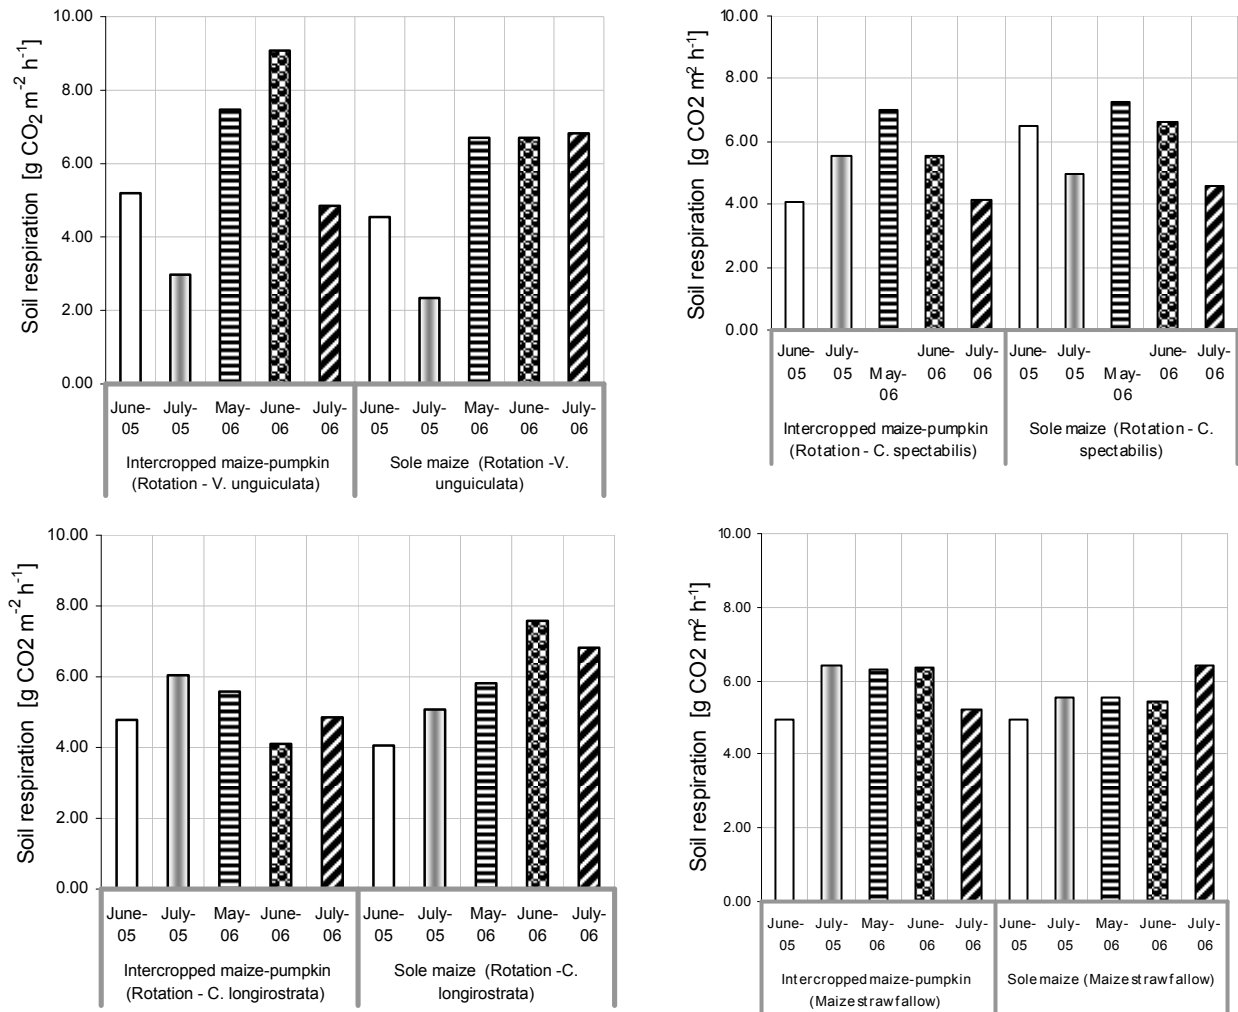 Soil respiration [g CO2 m-2 h-1]
10.00
8.00
6.00
4.00
2.00
0.00
June- July- May- June- July- June- July- May- June- July-
05 05 06 06 06 05 05 06 06 06
Intercropped maize-pumpkin
(Rotation - V. unguiculata)
Sole maize (Rotation -V.
unguiculata)
Soil respiration [g CO2 m² h-1]
10.00
8.00
6.00
4.00
2.00
0.00
June- July- June- July- June- July- June- July-
05 05 May- 06 06 05 05 May- 06 06
06 06
Intercropped maize-pumpkin
(Rotation - C. spectabilis)
Sole maize (Rotation - C.
spectabilis)
Soil respiration [g CO2 m-2 h-1]
10.00
8.00
6.00
4.00
2.00
0.00
June- July- May- June- July- June- July- May- June- July-
05 05 06 06 06 05 05 06 06 06
Intercropped maize-pumpkin
(Rotation - C. longirostrata)
Sole maize (Rotation -C.
longirostrata)
Soil respiration [g CO2 m² h-1]
10.00
8.00
6.00
4.00
2.00
0.00
June- July- May- June- July- June- July- May- June- July-
05 05 06 06 06 05 05 06 06 06
Intercropped maize-pumpkin
(Maize straw fallow)
Sole maize (Maize straw fallow)